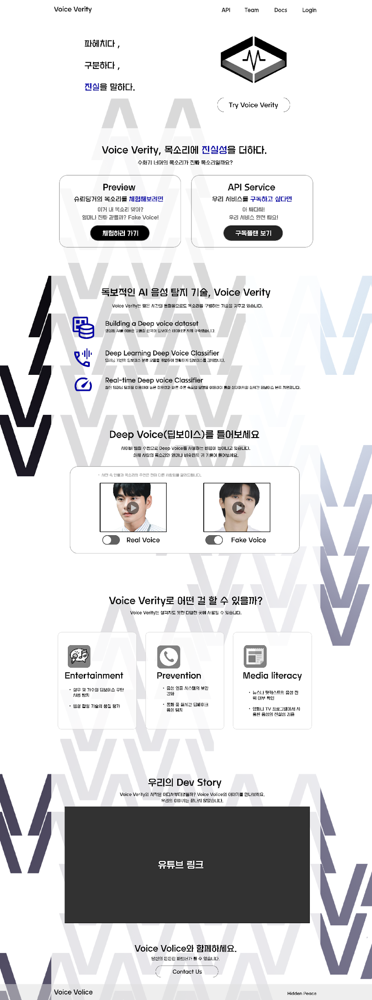 Voice Verity
API
Team
Docs
Login
파헤치다 ,
구분하다 ,
진실을 말하다.
Try Voice Verity
Voice Verity, 목소리에 진실성을 더하다.
수화기 너머의 목소리가 진짜 목소리일까요?
Preview
슈뢰딩거의 목소리를 체험해보려면
이거 내 목소리 맞아?
얼마나 진짜 같을까? Fake Voice!
체험하러 가기
API Service
우리 서비스를 구독하고 싶다면
아 싸다싸!
우리 서비스 완전 싸요!
구독플랜 보기
독보적인 AI 음성 탐지 기술, Voice Verity
Voice Verity는 짧은 시간의 통화음으로도 목소리를 구별하는 기술을 갖추고 있습니다.
Building a Deep voice dataset
생성형 AI를 이용한 고품질 한국어 딥보이스 데이터셋 자체 구축했습니다.
Deep Learning Deep Voice Classifier
딥러닝 기반의 딥보이스 분류 모델을 개발하여 정확하게 딥보이스를 감지합니다.
Real-time Deep voice Classifier
최신 딥러닝 모델을 이용하여 높은 정확성과 빠른 추론 속도의 모델을 이용하여 통화 상태에서의 실시간 딥보이스 분류 지원합니다.
Deep Voice(딥보이스)를 들어보세요
사이버 범죄 수법으로 Deep Voice를 사용하는 비율이 늘어나고 있습니다.
실제 사람의 목소리와 얼마나 비슷한지 귀 기울여 들어보세요.
• 사진 속 인물과 목소리의 주인은 전혀 다른 사람임을 알려드립니다.
Real Voice
Fake Voice
Voice Verity로 어떤 걸 할 수 있을까?
Voice Verity는 생각지도 못한 다양한 곳에 사용될 수 있습니다.
Entertainment
• 성우 및 가수의 딥보이스 무단
사용 탐지
• 음성 합성 기술의 품질 평가
Prevention
• 음성 인증 시스템의 보안
강화
• 통화 중 실시간 딥페이크
음성 탐지
Media literacy
• 뉴스나 팟캐스트의 음성 진
위 여부 확인
• 영화나 TV 프로그램에서 사
용된 음성의 진실성 검증
우리의 Dev Story
Voice Verity의 시작은 어디서부터였을까? Voice Volice의 이야기를 만나보세요.
우리의 이야기는 끝나지 않았습니다.
유튜브 링크
Voice Volice와 함께하세요.
당신의 든든한 파트너가 될 수 있습니다.
Contact Us
Voice Volice
Hidden Peace